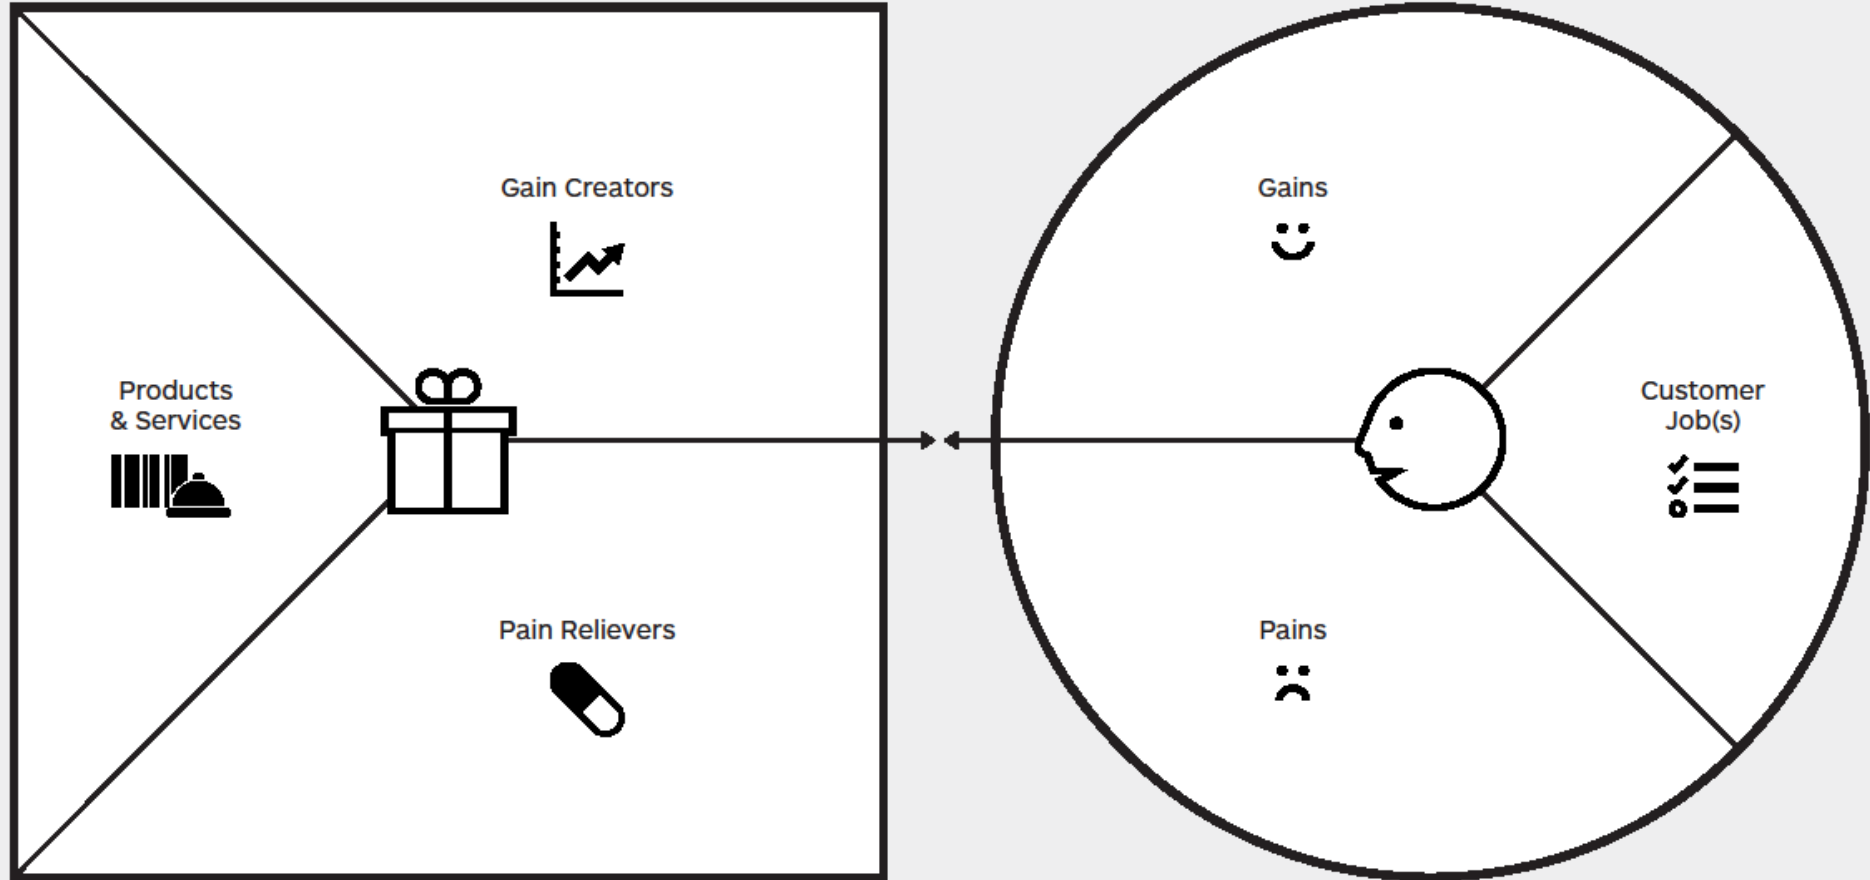 Gain Creators
Products
& Services
Pain Relievers
Gains
Customer
Job(s)
Pains